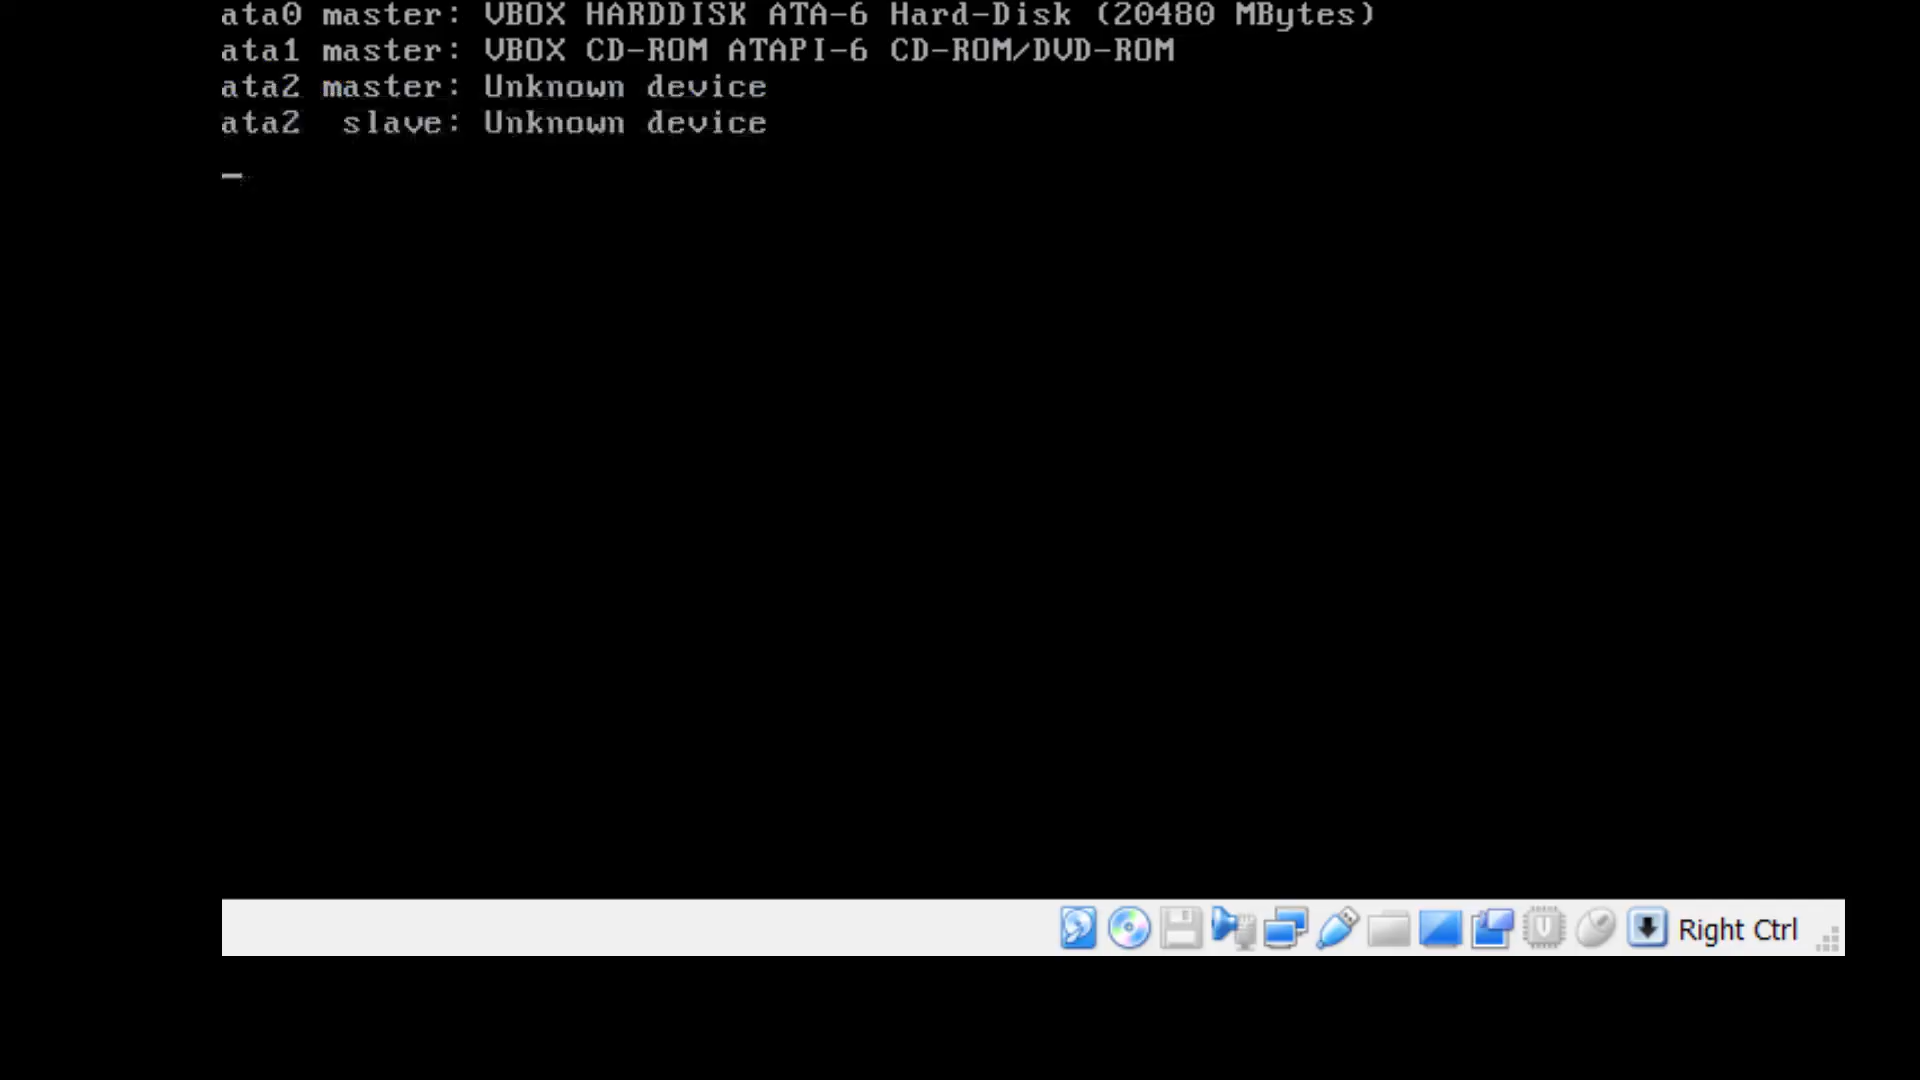 ata0 master: VBOX HARDDISK ATA-6 Hard-Disk (20480 MBytes)
ata1 master: VBOX CD-ROM ATAPI-6 CD-ROM/DVD-ROM
ata2 master: Unknown device
ata2  slave: Unknown device
Right Ctrl